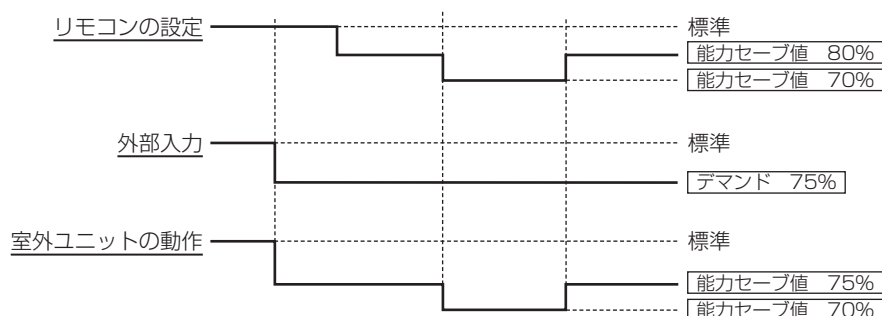 リモコンの設定
標準
能力セーブ値 80%
能力セーブ値 70%
外部入力
標準
デマンド 75%
室外ユニットの動作
標準
能力セーブ値 75%
能力セーブ値 70%